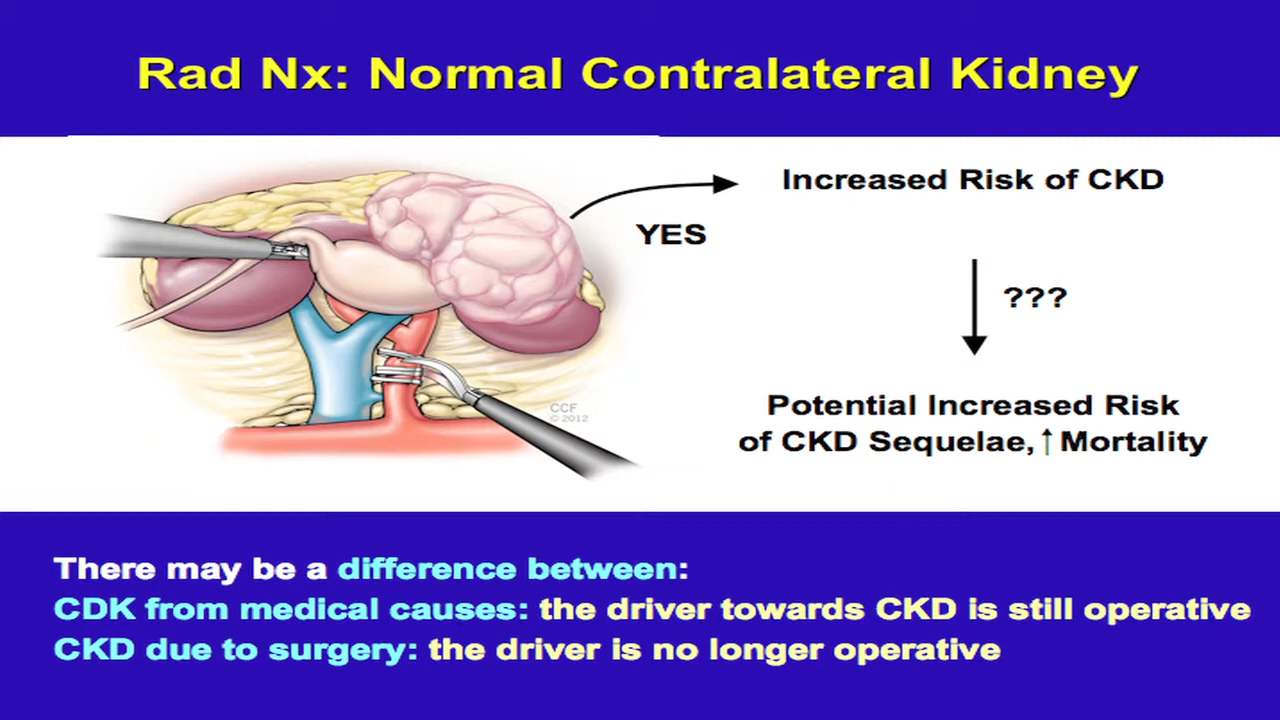 Rad Nx: Normal Contralateral Kidney
Increased Risk of CKD
YES
???
Potential Increased Risk
of CKD Sequelae, ↑ Mortality
CCF
© 2012
There may be a difference between:
CDK from medical causes: the driver towards CKD is still operative
CKD due to surgery: the driver is no longer operative